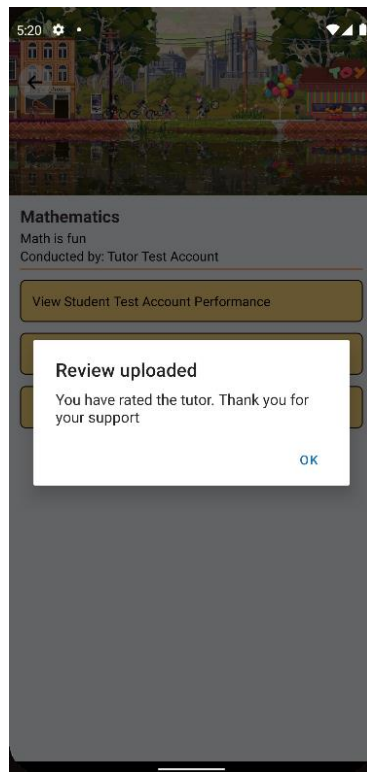 5:20
TOY
Mathematics
Math is fun
Conducted by: Tutor Test Account
View Student Test Account Performance
Review uploaded
You have rated the tutor. Thank you for
your support
OK